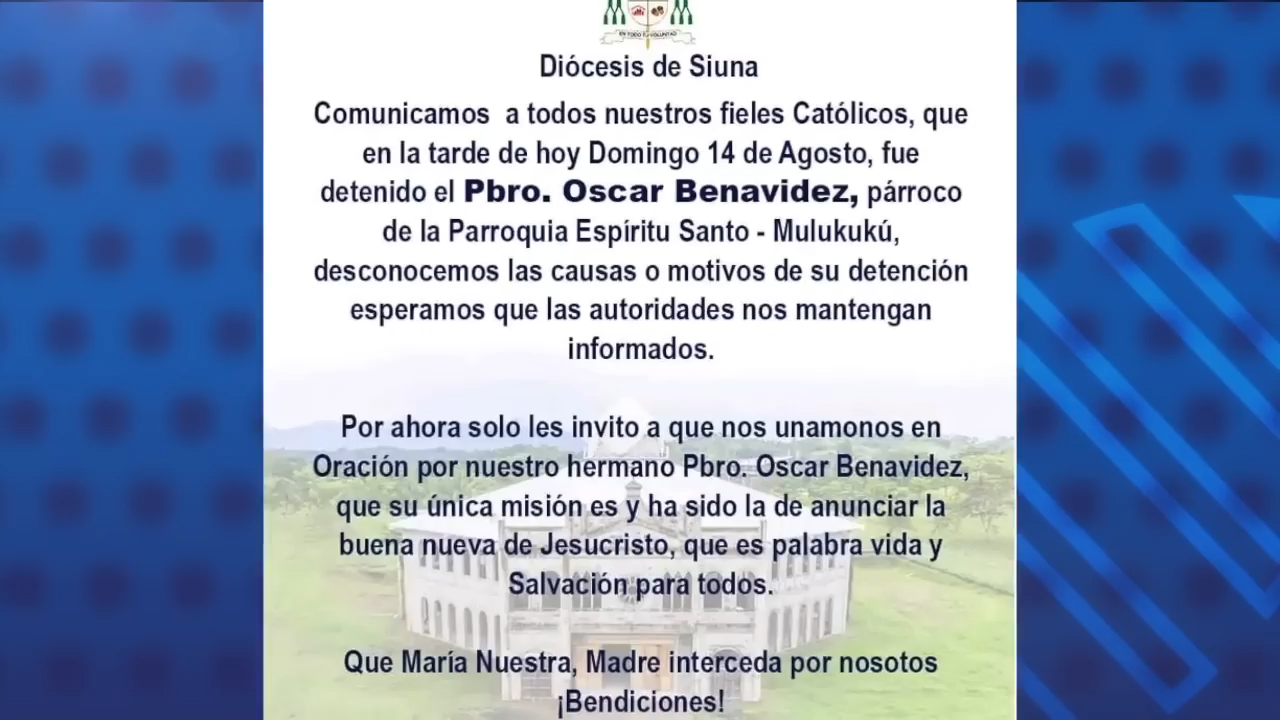 EN TODO TU VOLUNTAD
Diócesis de Siuna
Comunicamos a todos nuestros fieles Católicos, que
en la tarde de hoy Domingo 14 de Agosto, fue
detenido el Pbro. Oscar Benavidez, párroco
de la Parroquia Espíritu Santo - Mulukukú,
desconocemos las causas o motivos de su detención
esperamos que las autoridades nos mantengan
informados.
Por ahora solo les invito a que nos unamonos en
Oración por nuestro hermano Pbro. Oscar Benavidez,
que su única misión es y ha sido la de anunciar la
buena nueva de Jesucristo, que es palabra vida y
Salvación para todos.
Que María Nuestra, Madre interceda por nosotos
¡Bendiciones!